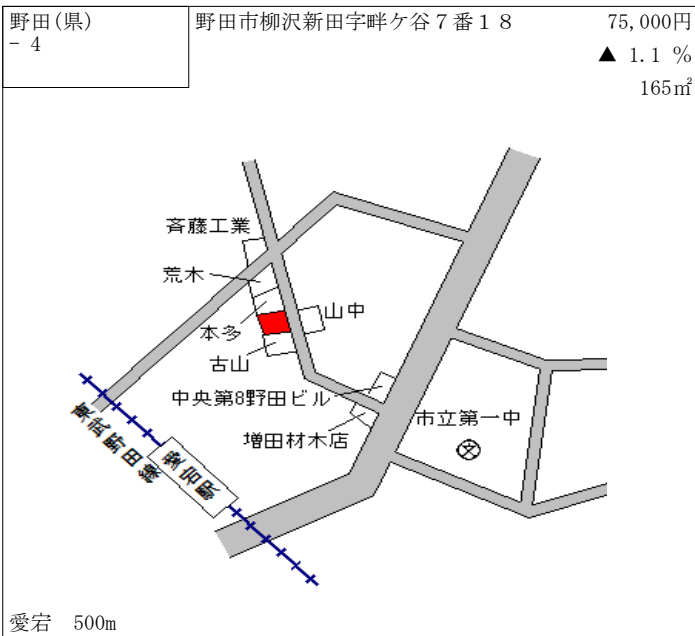 野田(県)
－ 4
野田市柳沢新田字畔ケ谷７番１８
75,000円
▲ 1.1 %
165㎡
斉藤工業
荒木
本多
山中
古山
中央第8野田ビル
増田材木店
市立第一中
東武野田線
愛宕駅
愛宕　500m